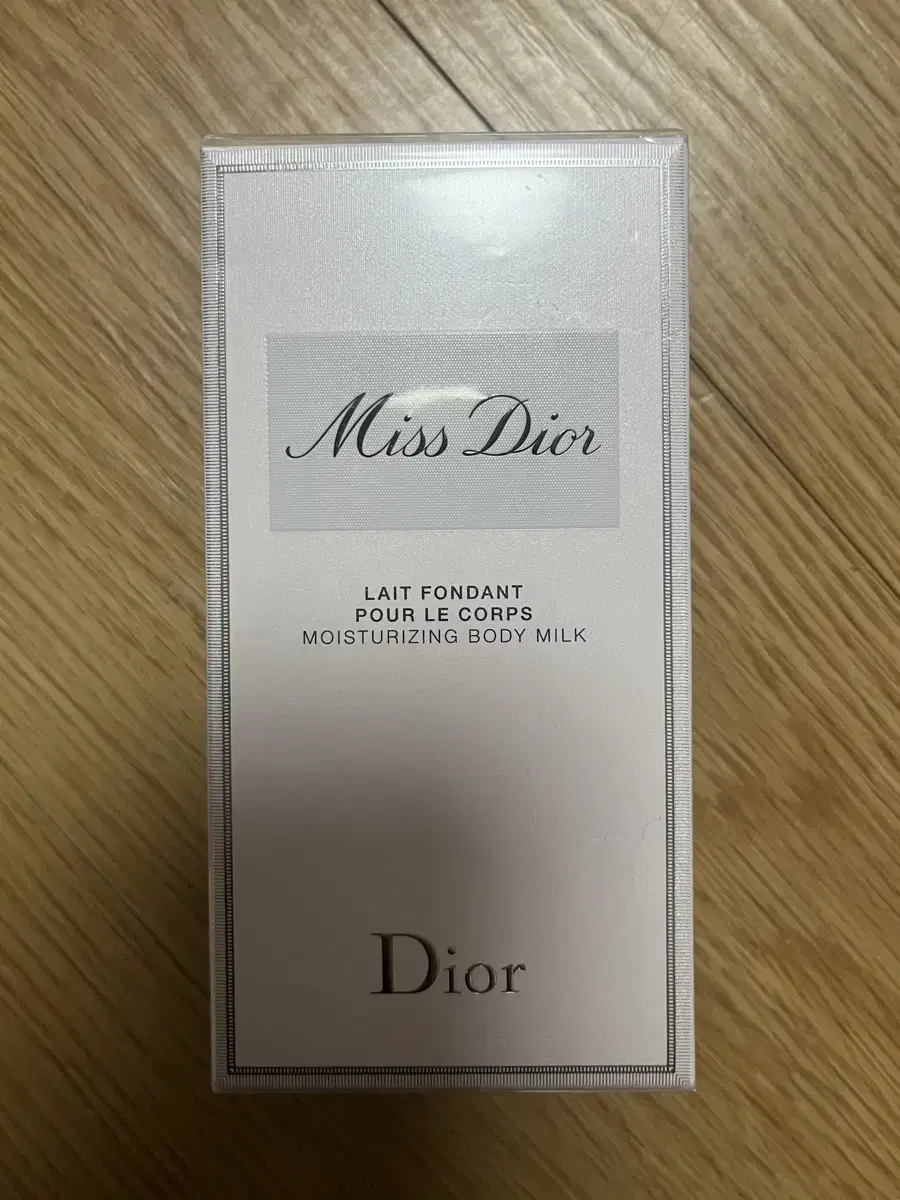 Miss Dior
LAIT FONDANT
POUR LE CORPS
MOISTURIZING BODY MILK
Dior